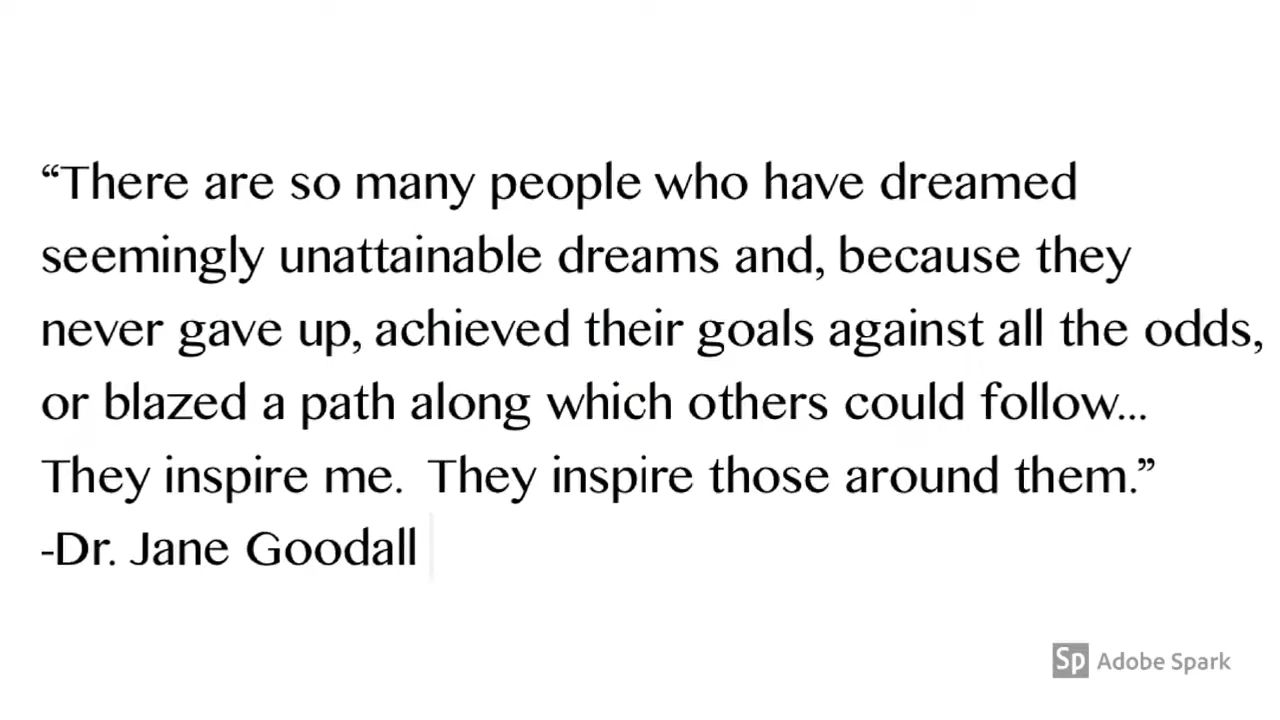 “There are so many people who have dreamed
seemingly unattainable dreams and, because they
never gave up, achieved their goals against all the odds,
or blazed a path along which others could follow...
They inspire me.  They inspire those around them.”
-Dr. Jane Goodall
Sp Adobe Spark